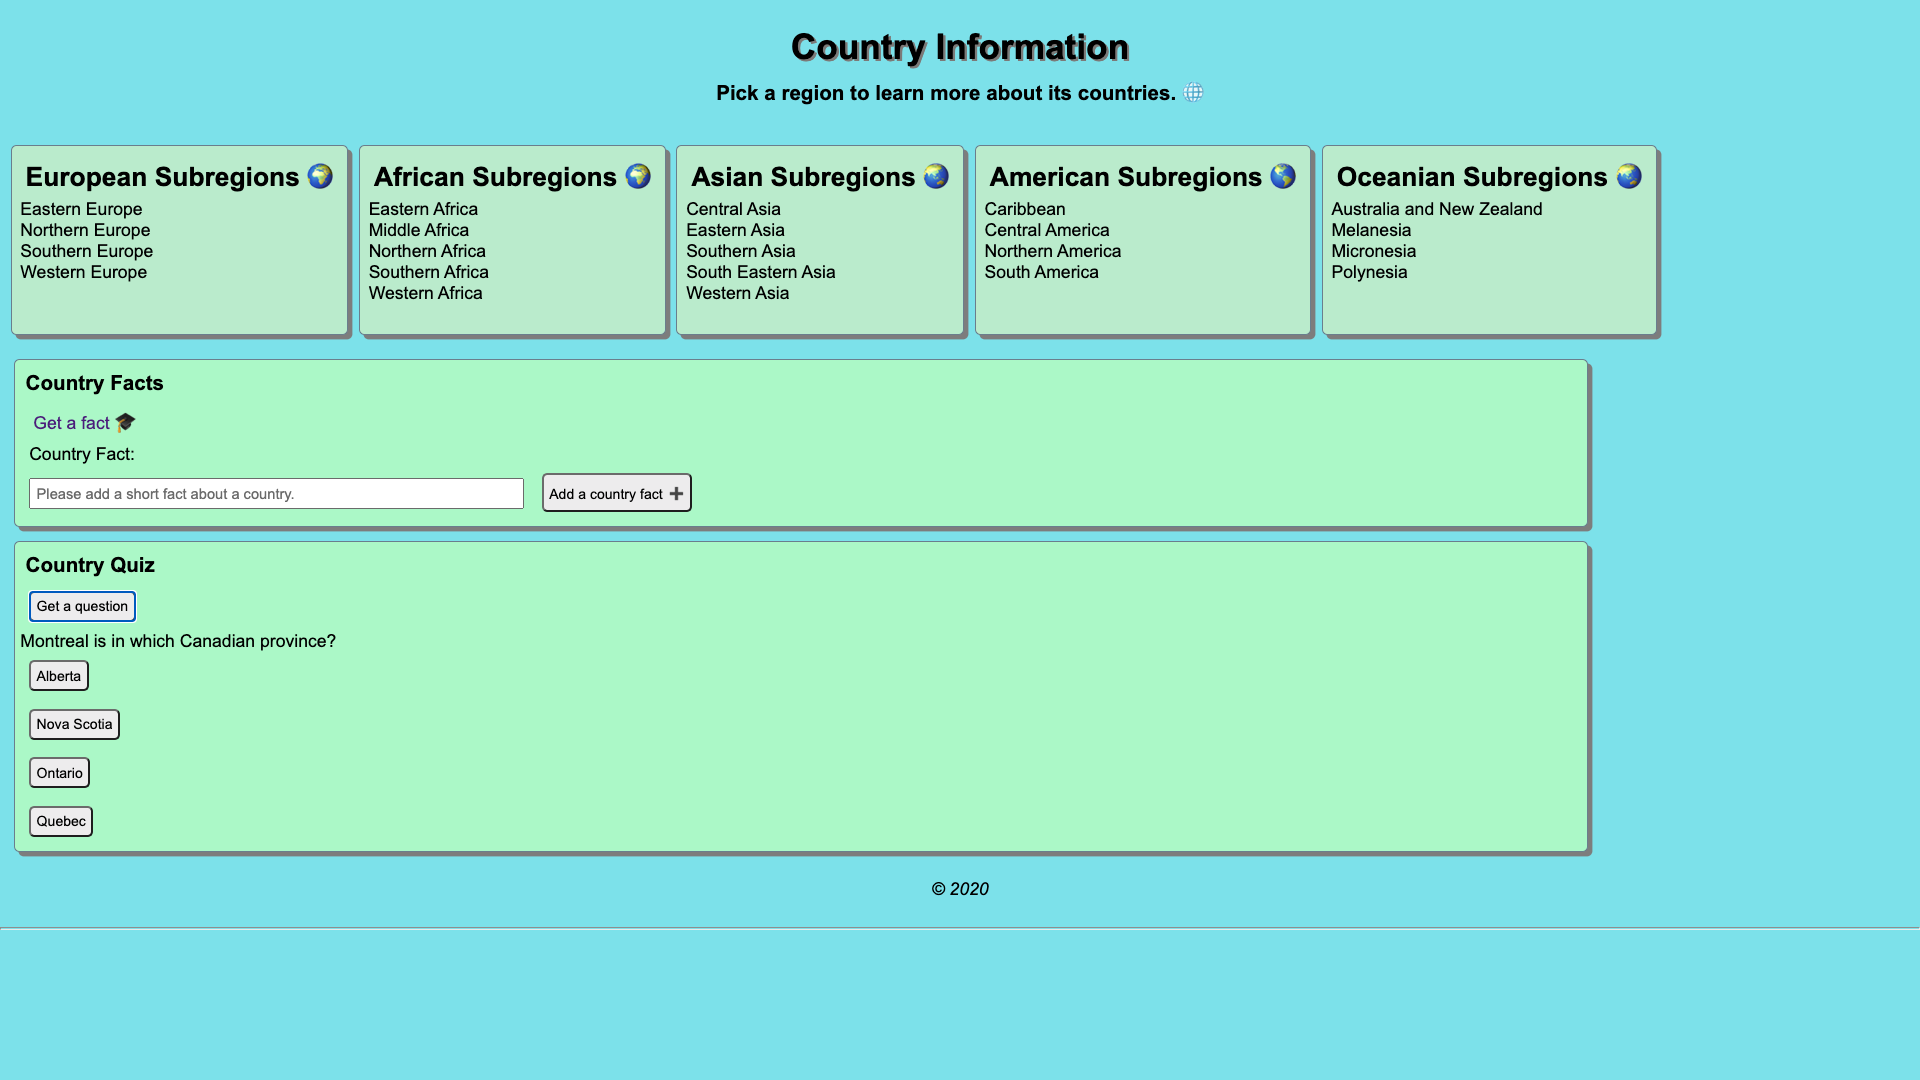 Country Information
Pick a region to learn more about its countries. 🌐
European Subregions 🌍
Eastern Europe
Northern Europe
Southern Europe
Western Europe
African Subregions 🌍
Eastern Africa
Middle Africa
Northern Africa
Southern Africa
Western Africa
Asian Subregions 🌏
Central Asia
Eastern Asia
Southern Asia
South Eastern Asia
Western Asia
American Subregions 🌎
Caribbean
Central America
Northern America
South America
Oceanian Subregions 🌏
Australia and New Zealand
Melanesia
Micronesia
Polynesia
Country Facts
Get a fact 🎓
Country Fact:
Please add a short fact about a country.
Add a country fact ➕
Country Quiz
Get a question
Montreal is in which Canadian province?
Alberta
Nova Scotia
Ontario
Quebec
© 2020